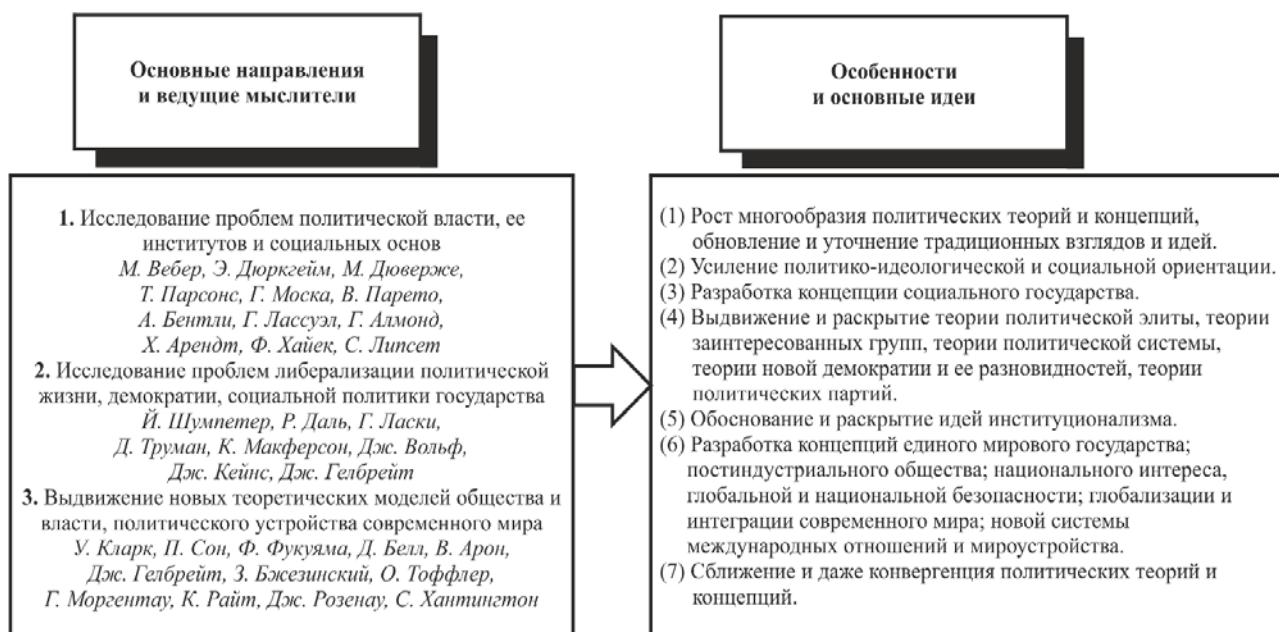 Основные направления
и ведущие мыслители
1. Исследование проблем политической власти, ее
институтов и социальных основ
М. Вебер, Э. Дюркгейм, М. Дюверже,
Т. Парсонс, Г. Моска, В. Парето,
А. Бентли, Г. Лассуэл, Г. Алмонд,
Х. Арендт, Ф. Хайек, С. Липсет
2. Исследование проблем либерализации политической
жизни, демократии, социальной политики государства
Й. Шумпетер, Р. Даль, Г. Ласки,
Д. Труман, К. Макферсон, Дж. Вольф,
Дж. Кейнс, Дж. Гелбрейт
3. Выдвижение новых теоретических моделей общества и
власти, политического устройства современного мира
У. Кларк, П. Сон, Ф. Фукуяма, Д. Белл, В. Арон,
Дж. Гелбрейт, З. Бжезинский, О. Тоффлер,
Г. Моргентау, К. Райт, Дж. Розенау, С. Хантингтон
Особенности
и основные идеи
(1) Рост многообразия политических теорий и концепций,
обновление и уточнение традиционных взглядов и идей.
(2) Усиление политико-идеологической и социальной ориентации.
(3) Разработка концепции социального государства.
(4) Выдвижение и раскрытие теории политической элиты, теории
заинтересованных групп, теории политической системы,
теории новой демократии и ее разновидностей, теории
политических партий.
(5) Обоснование и раскрытие идей институционализма.
(6) Разработка концепций единого мирового государства;
постиндустриального общества; национального интереса,
глобальной и национальной безопасности; глобализации и
интеграции современного мира; новой системы
международных отношений и мироустройства.
(7) Сближение и даже конвергенция политических теорий и
концепций.